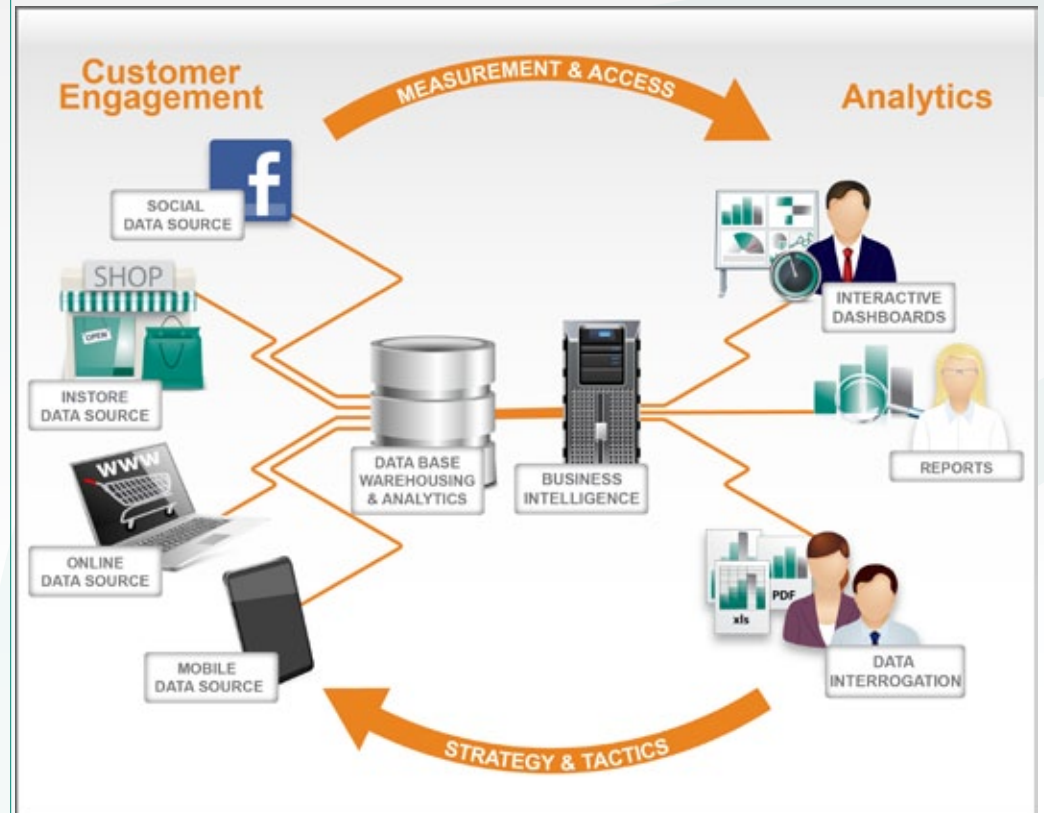 Customer
Engagement
MEASUREMENT & ACCESS
Analytics
f
SOCIAL
DATA SOURCE
SHOP
OPEN
INSTORE
DATA SOURCE
WWW
ONLINE
DATA SOURCE
MOBILE
DATA SOURCE
DATA BASE
WAREHOUSING
& ANALYTICS
BUSINESS
INTELLIGENCE
INTERACTIVE
DASHBOARDS
REPORTS
PDF
xls
DATA
INTERROGATION
STRATEGY & TACTICS